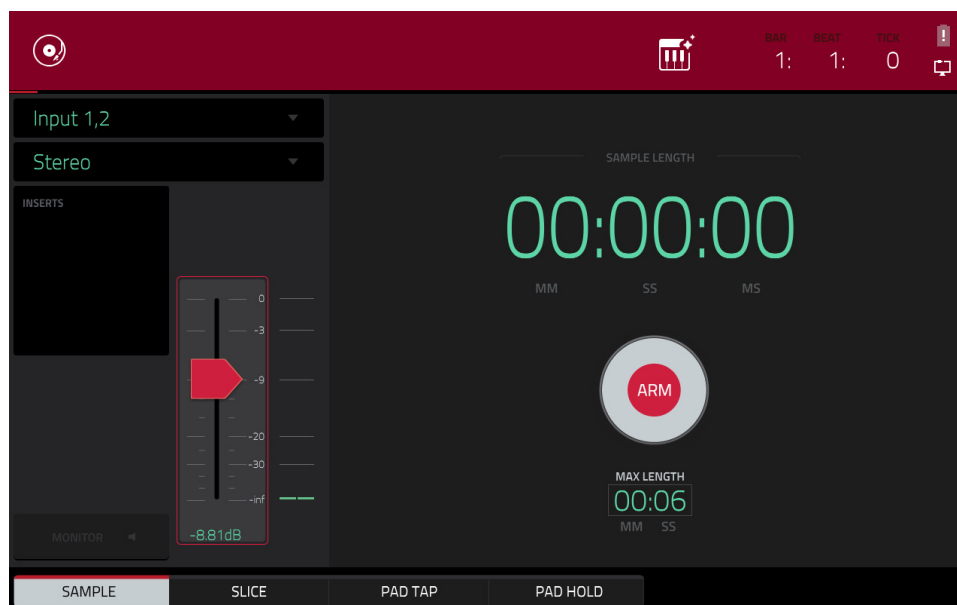 BAR BEAT TICK
1: 1: 0
!
Input 1,2
Stereo
INSERTS
SAMPLE LENGTH
00:00:00
MM SS MS
0
-3
-9
-20
-30
-inf
-8.81dB
MONITOR
ARM
MAX LENGTH
00:06
MM SS
SAMPLE SLICE PAD TAP PAD HOLD